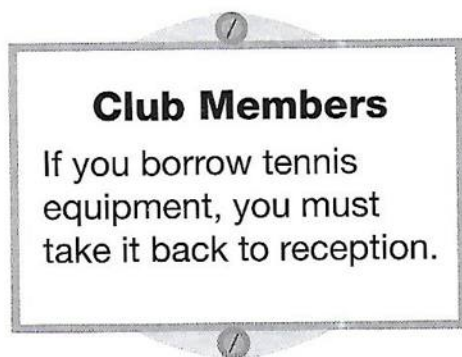 Club Members
If you borrow tennis
equipment, you must
take it back to reception.